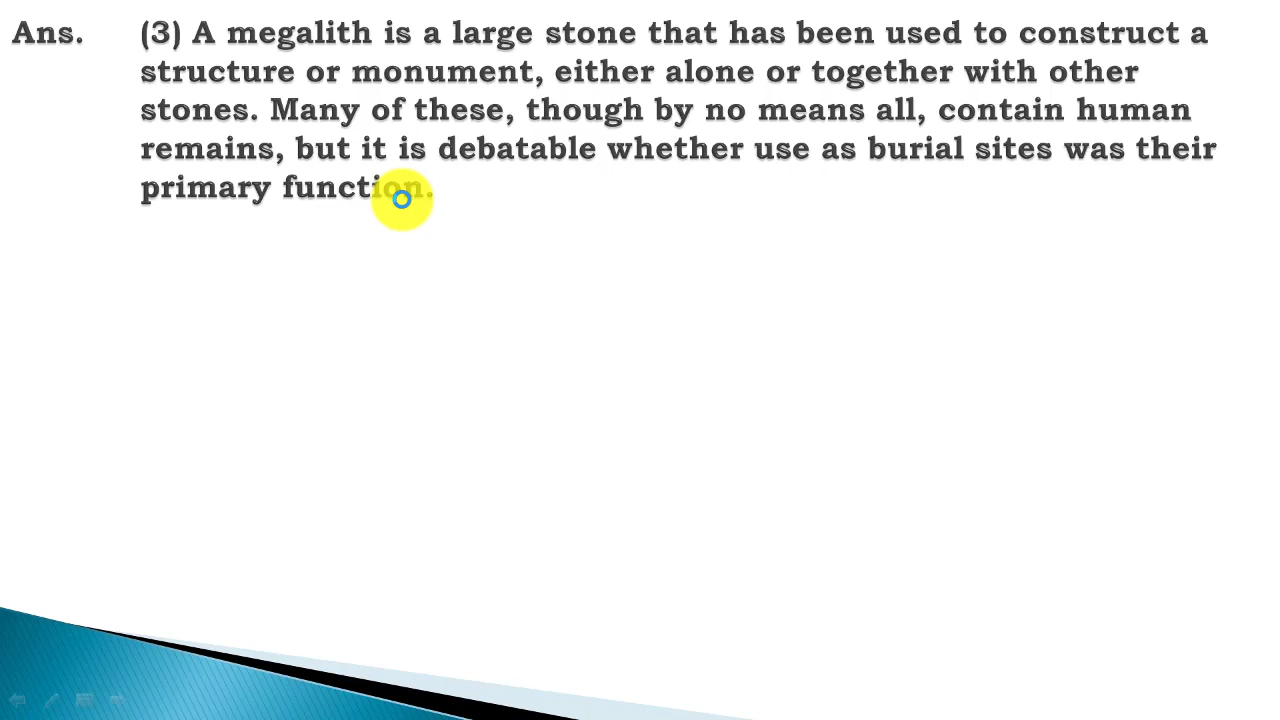 Ans. (3) A megalith is a large stone that has been used to construct a
structure or monument, either alone or together with other
stones. Many of these, though by no means all, contain human
remains, but it is debatable whether use as burial sites was their
primary function.